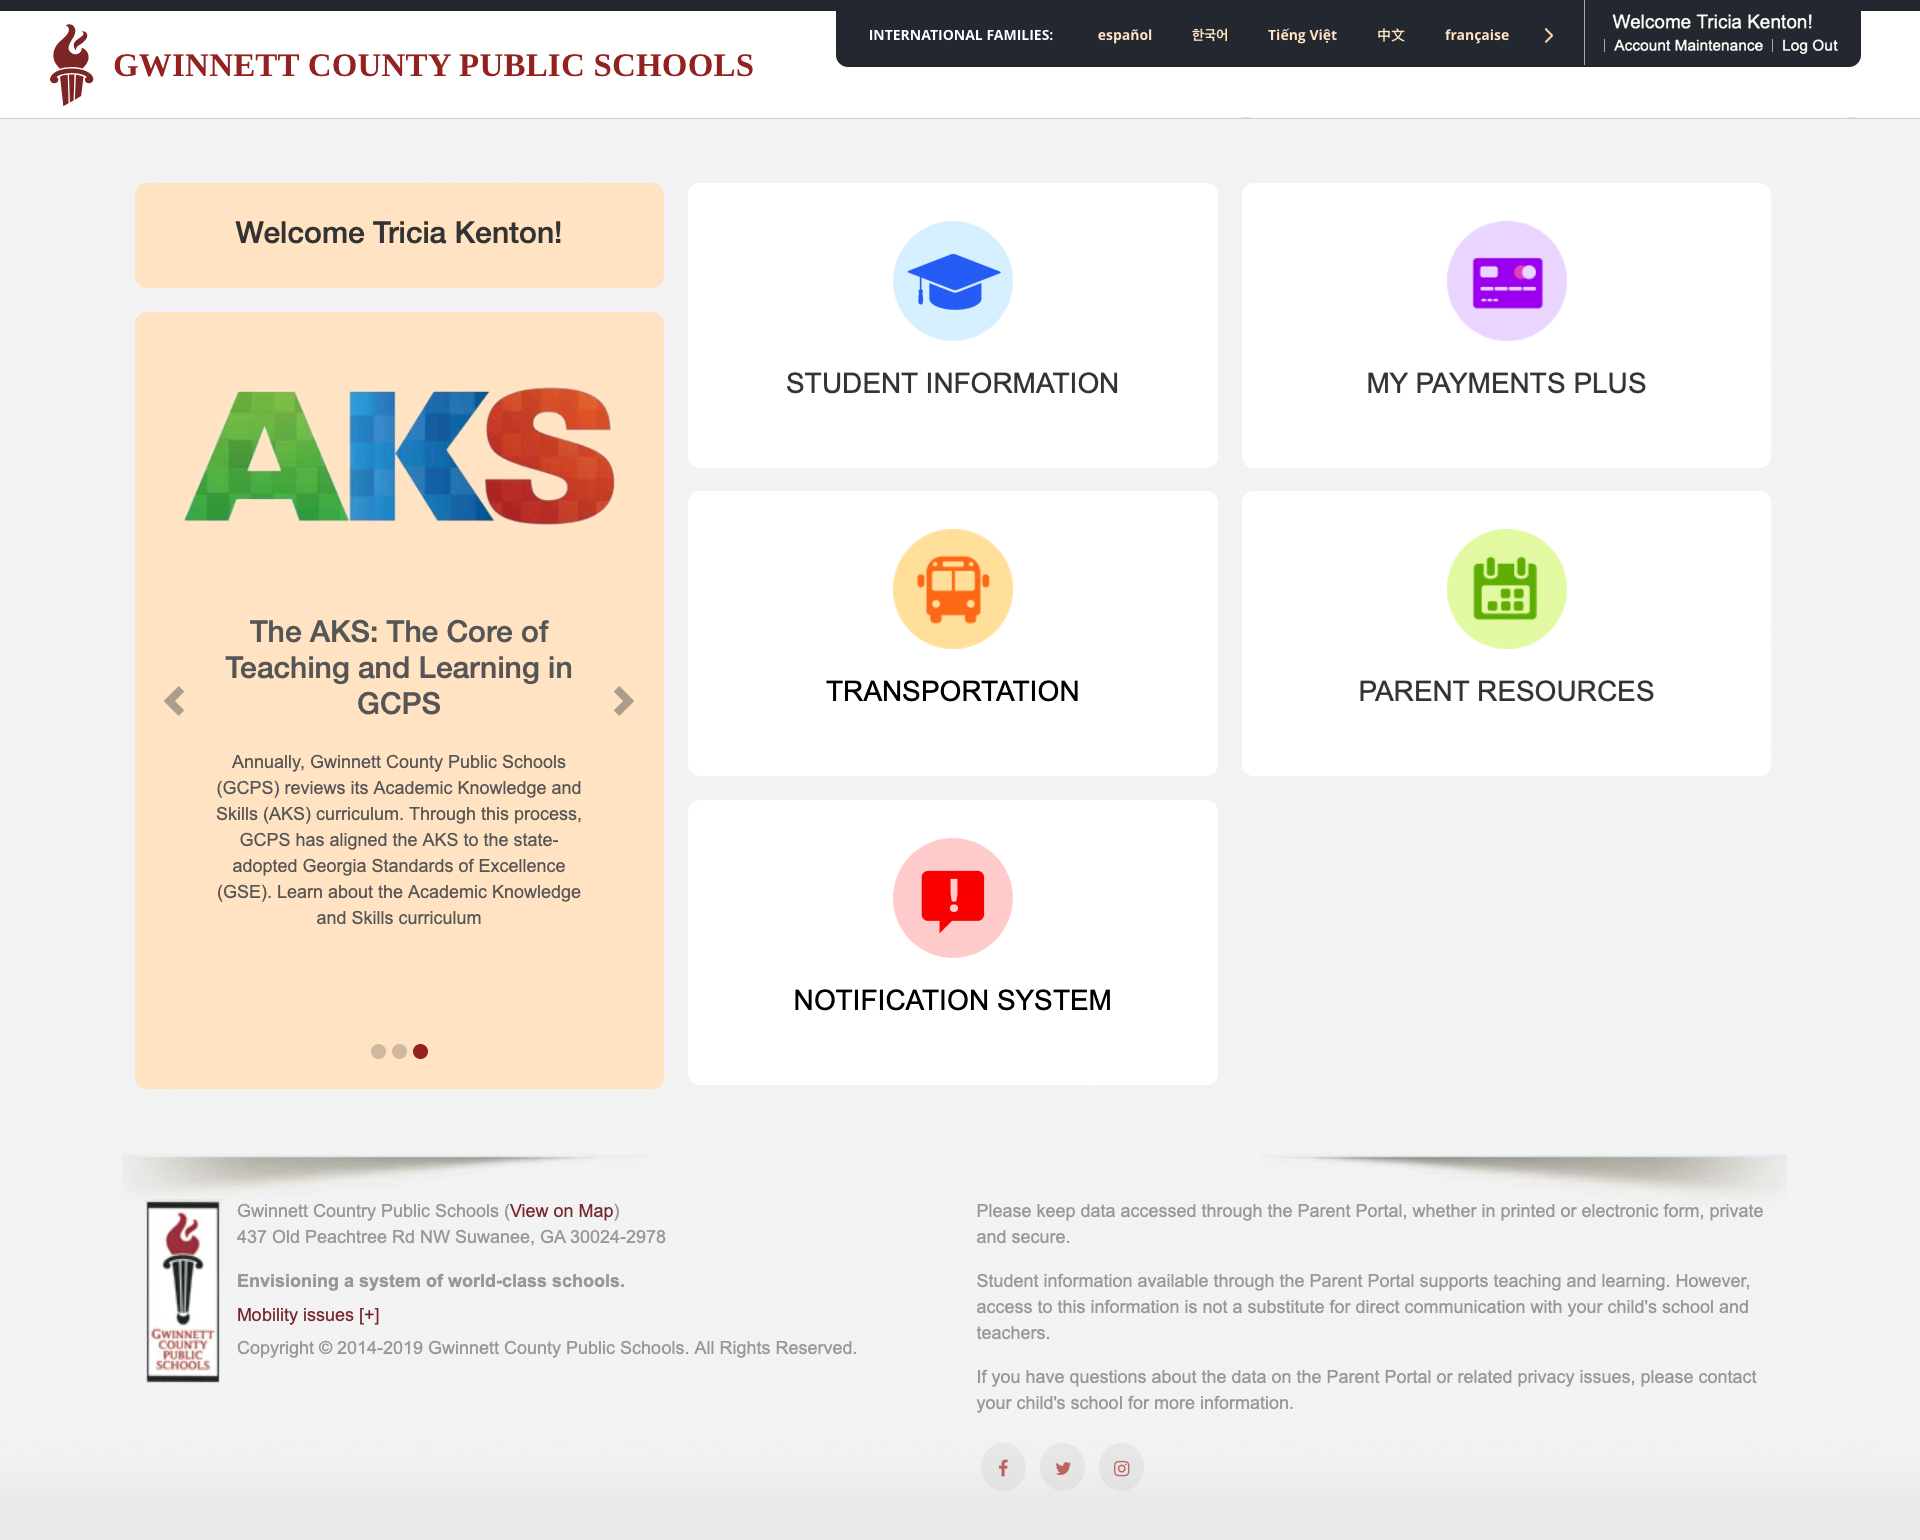 GWINNETT COUNTY PUBLIC SCHOOLS
INTERNATIONAL FAMILIES: español 한국어 Tiếng Việt 中文 française
Welcome Tricia Kenton!
Account Maintenance | Log Out
Welcome Tricia Kenton!
AKS
The AKS: The Core of
Teaching and Learning in
GCPS
Annually, Gwinnett County Public Schools
(GCPS) reviews its Academic Knowledge and
Skills (AKS) curriculum. Through this process,
GCPS has aligned the AKS to the state-
adopted Georgia Standards of Excellence
(GSE). Learn about the Academic Knowledge
and Skills curriculum
STUDENT INFORMATION
MY PAYMENTS PLUS
TRANSPORTATION
PARENT RESOURCES
NOTIFICATION SYSTEM
GWINNETT
COUNTY
PUBLIC
SCHOOLS
Gwinnett Country Public Schools (View on Map)
437 Old Peachtree Rd NW Suwanee, GA 30024-2978
Envisioning a system of world-class schools.
Mobility issues [+]
Copyright © 2014-2019 Gwinnett County Public Schools. All Rights Reserved.
Please keep data accessed through the Parent Portal, whether in printed or electronic form, private
and secure.
Student information available through the Parent Portal supports teaching and learning. However,
access to this information is not a substitute for direct communication with your child's school and
teachers.
If you have questions about the data on the Parent Portal or related privacy issues, please contact
your child's school for more information.